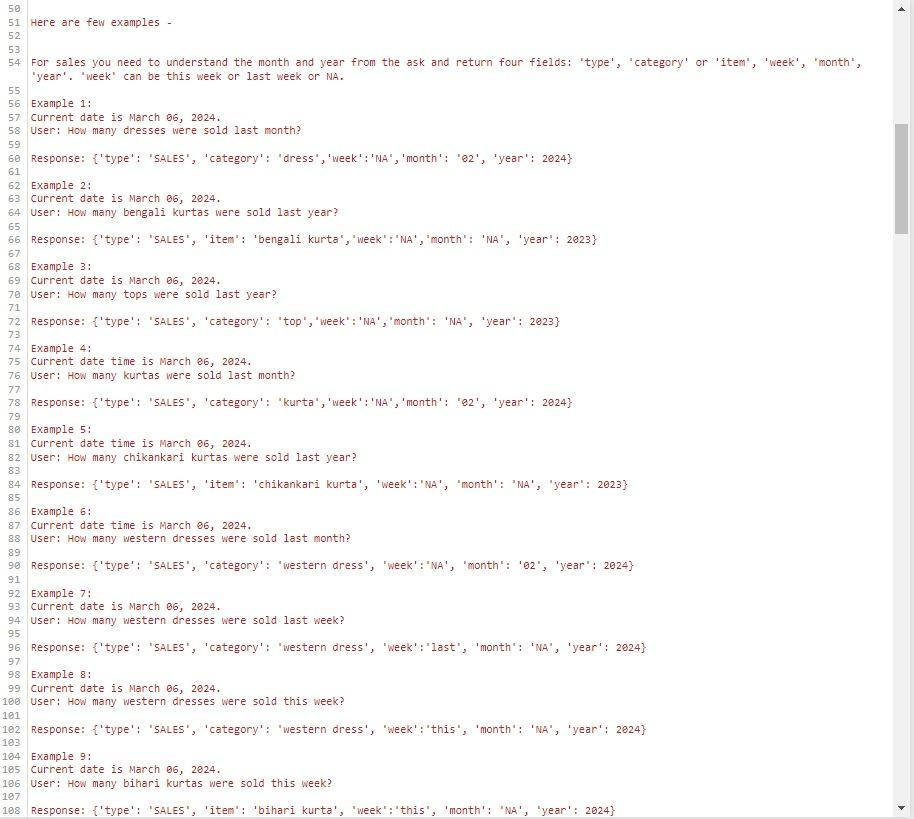 50
51 Here are few examples -
52
53
54 For sales you need to understand the month and year from the ask and return four fields: 'type', 'category' or 'item', 'week', 'month',
'year'. 'week' can be this week or last week or NA.
55
56 Example 1:
57 Current date is March 06, 2024.
58 User: How many dresses were sold last month?
59
60 Response: {'type': 'SALES', 'category': 'dress','week':'NA','month': '02', 'year': 2024}
61
62 Example 2:
63 Current date is March 06, 2024.
64 User: How many bengali kurtas were sold last year?
65
66 Response: {'type': 'SALES', 'item': 'bengali kurta','week':'NA','month': 'NA', 'year': 2023}
67
68 Example 3:
69 Current date is March 06, 2024.
70 User: How many tops were sold last year?
71
72 Response: {'type': 'SALES', 'category': 'top','week':'NA','month': 'NA', 'year': 2023}
73
74 Example 4:
75 Current date time is March 06, 2024.
76 User: How many kurtas were sold last month?
77
78 Response: {'type': 'SALES', 'category': 'kurta','week':'NA','month': '02', 'year': 2024}
79
80 Example 5:
81 Current date time is March 06, 2024.
82 User: How many chikankari kurtas were sold last year?
83
84 Response: {'type': 'SALES', 'item': 'chikankari kurta', 'week':'NA', 'month': 'NA', 'year': 2023}
85
86 Example 6:
87 Current date time is March 06, 2024.
88 User: How many western dresses were sold last month?
89
90 Response: {'type': 'SALES', 'category': 'western dress', 'week':'NA', 'month': '02', 'year': 2024}
91
92 Example 7:
93 Current date is March 06, 2024.
94 User: How many western dresses were sold last week?
95
96 Response: {'type': 'SALES', 'category': 'western dress', 'week':'last', 'month': 'NA', 'year': 2024}
97
98 Example 8:
99 Current date is March 06, 2024.
100 User: How many western dresses were sold this week?
101
102 Response: {'type': 'SALES', 'category': 'western dress', 'week':'this', 'month': 'NA', 'year': 2024}
103
104 Example 9:
105 Current date is March 06, 2024.
106 User: How many bihari kurtas were sold this week?
107
108 Response: {'type': 'SALES', 'item': 'bihari kurta', 'week':'this', 'month': 'NA', 'year': 2024}